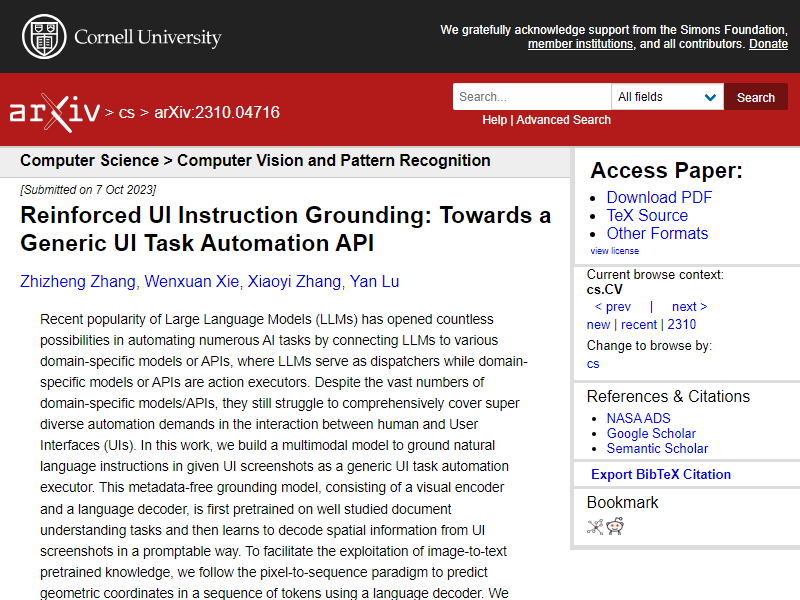 Cornell University
We gratefully acknowledge support from the Simons Foundation,
member institutions, and all contributors. Donate
arXiv > cs > arXiv:2310.04716
Search...
All fields
Search
Help | Advanced Search
Computer Science > Computer Vision and Pattern Recognition
[Submitted on 7 Oct 2023]
Reinforced UI Instruction Grounding: Towards a
Generic UI Task Automation API
Zhizheng Zhang, Wenxuan Xie, Xiaoyi Zhang, Yan Lu
Recent popularity of Large Language Models (LLMs) has opened countless
possibilities in automating numerous AI tasks by connecting LLMs to various
domain-specific models or APIs, where LLMs serve as dispatchers while domain-
specific models or APIs are action executors. Despite the vast numbers of
domain-specific models/APIs, they still struggle to comprehensively cover super
diverse automation demands in the interaction between human and User
Interfaces (UIs). In this work, we build a multimodal model to ground natural
language instructions in given UI screenshots as a generic UI task automation
executor. This metadata-free grounding model, consisting of a visual encoder
and a language decoder, is first pretrained on well studied document
understanding tasks and then learns to decode spatial information from UI
screenshots in a promptable way. To facilitate the exploitation of image-to-text
pretrained knowledge, we follow the pixel-to-sequence paradigm to predict
geometric coordinates in a sequence of tokens using a language decoder. We
Access Paper:
Download PDF
TeX Source
Other Formats
view license
Current browse context:
cs.CV
< prev | next >
new | recent | 2310
Change to browse by:
cs
References & Citations
NASA ADS
Google Scholar
Semantic Scholar
Export BibTeX Citation
Bookmark